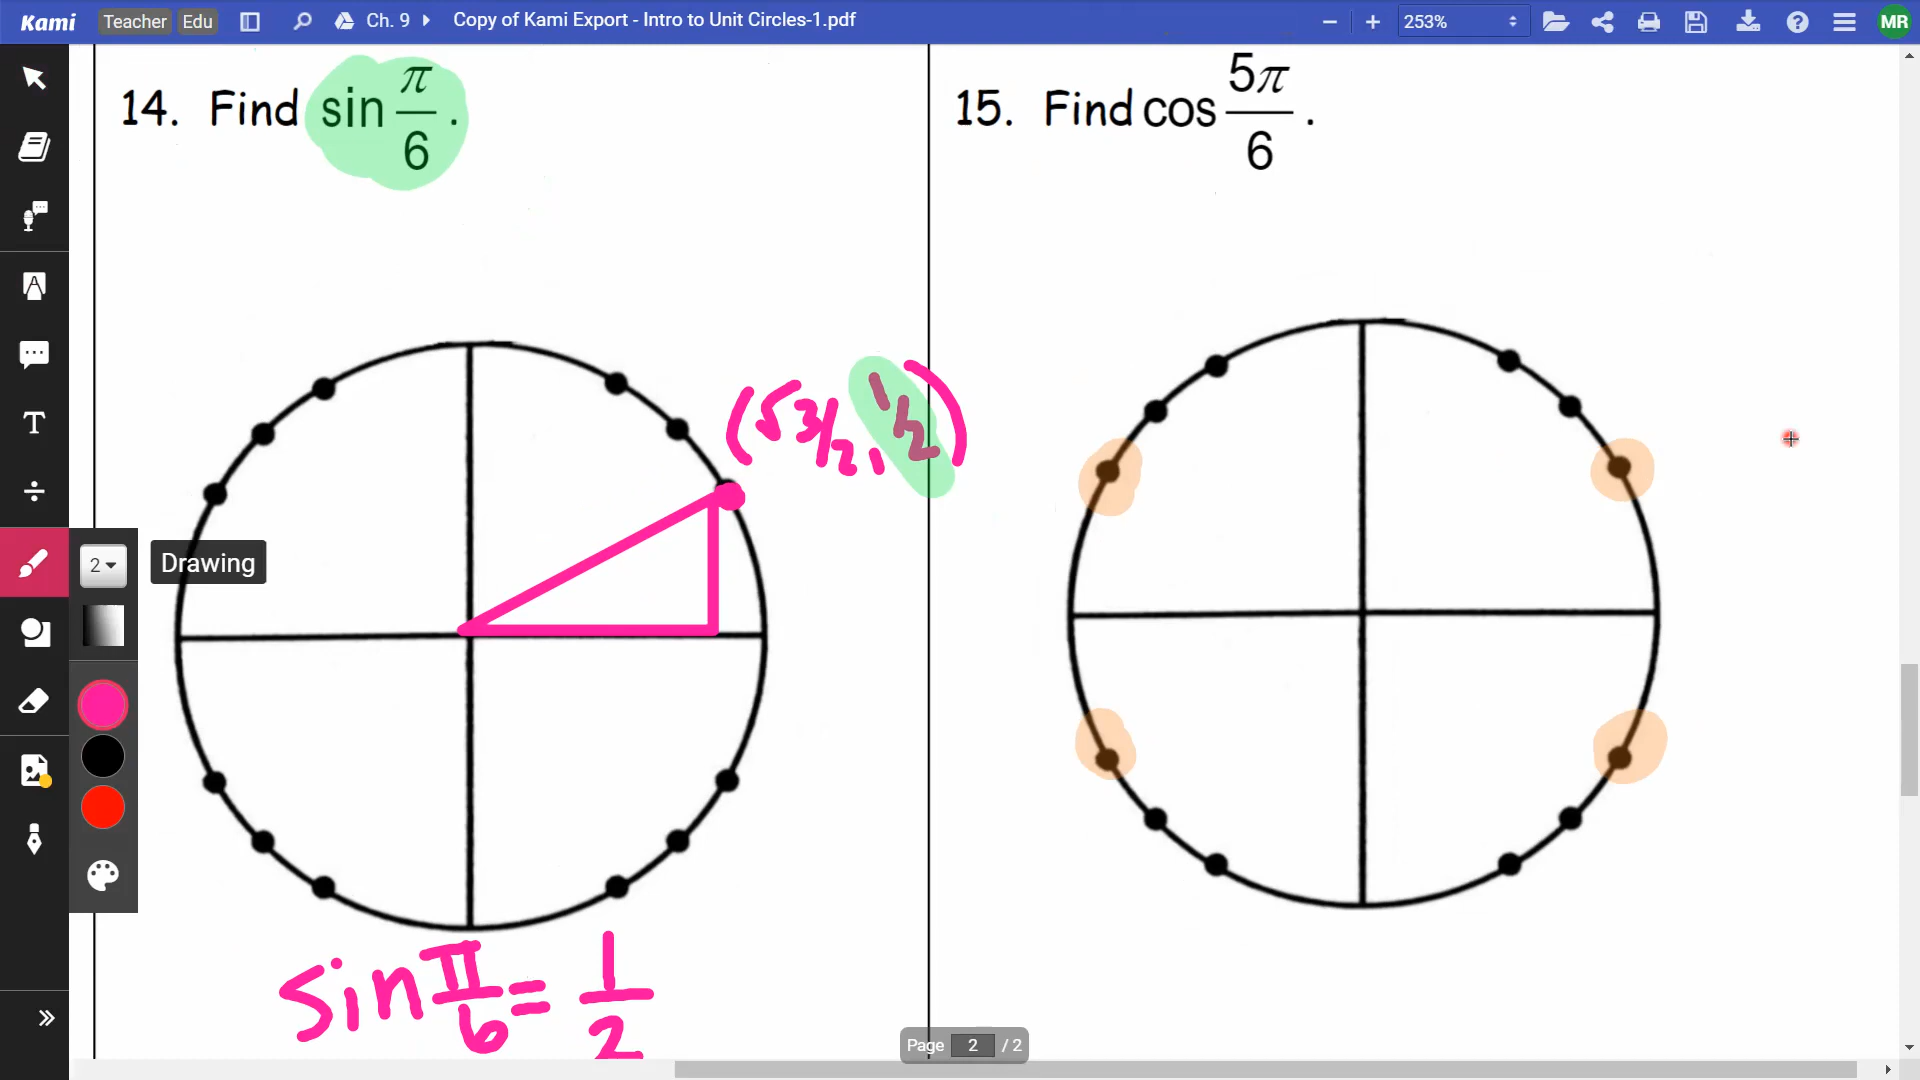 Kami Teacher Edu Ch. 9 Copy of Kami Export - Intro to Unit Circles-1.pdf 253% MR
14. Find sin π/6 .
15. Find cos 5π/6 .
(√3/2, 1/2)
2
Drawing
sin π/6 = 1/2
Page 2 / 2